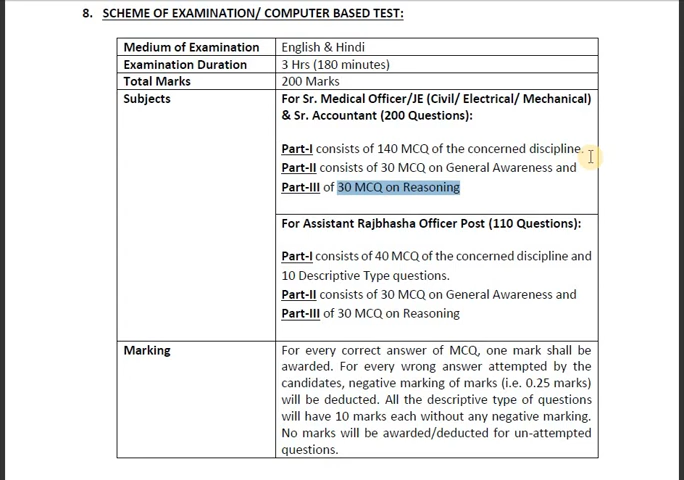 8. SCHEME OF EXAMINATION/ COMPUTER BASED TEST:
Medium of Examination English & Hindi
Examination Duration 3 Hrs (180 minutes)
Total Marks 200 Marks
Subjects For Sr. Medical Officer/JE (Civil/ Electrical/ Mechanical)
& Sr. Accountant (200 Questions):
Part-I consists of 140 MCQ of the concerned discipline.
Part-II consists of 30 MCQ on General Awareness and
Part-III of 30 MCQ on Reasoning
For Assistant Rajbhasha Officer Post (110 Questions):
Part-I consists of 40 MCQ of the concerned discipline and
10 Descriptive Type questions.
Part-II consists of 30 MCQ on General Awareness and
Part-III of 30 MCQ on Reasoning
Marking For every correct answer of MCQ, one mark shall be
awarded. For every wrong answer attempted by the
candidates, negative marking of marks (i.e. 0.25 marks)
will be deducted. All the descriptive type of questions
will have 10 marks each without any negative marking.
No marks will be awarded/deducted for un-attempted
questions.